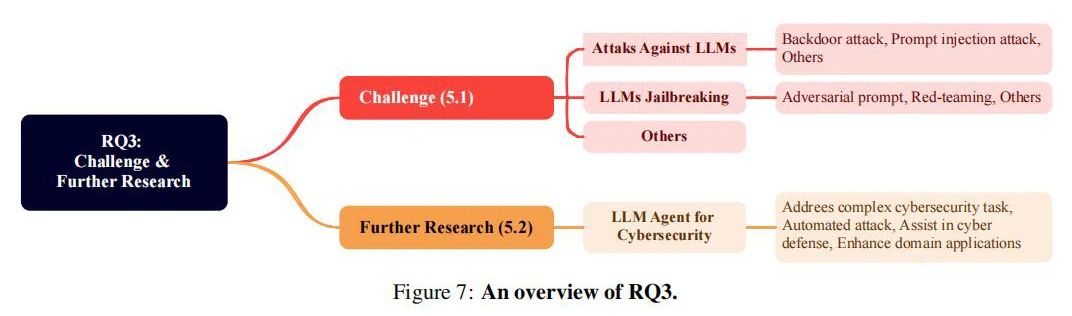 RQ3:
Challenge &
Further Research
Challenge (5.1)
Attaks Against LLMs
Backdoor attack, Prompt injection attack,
Others
LLMs Jailbreaking
Adversarial prompt, Red-teaming, Others
Others
Further Research (5.2)
LLM Agent for
Cybersecurity
Addrees complex cybersecurity task,
Automated attack, Assist in cyber
defense, Enhance domain applications
Figure 7: An overview of RQ3.